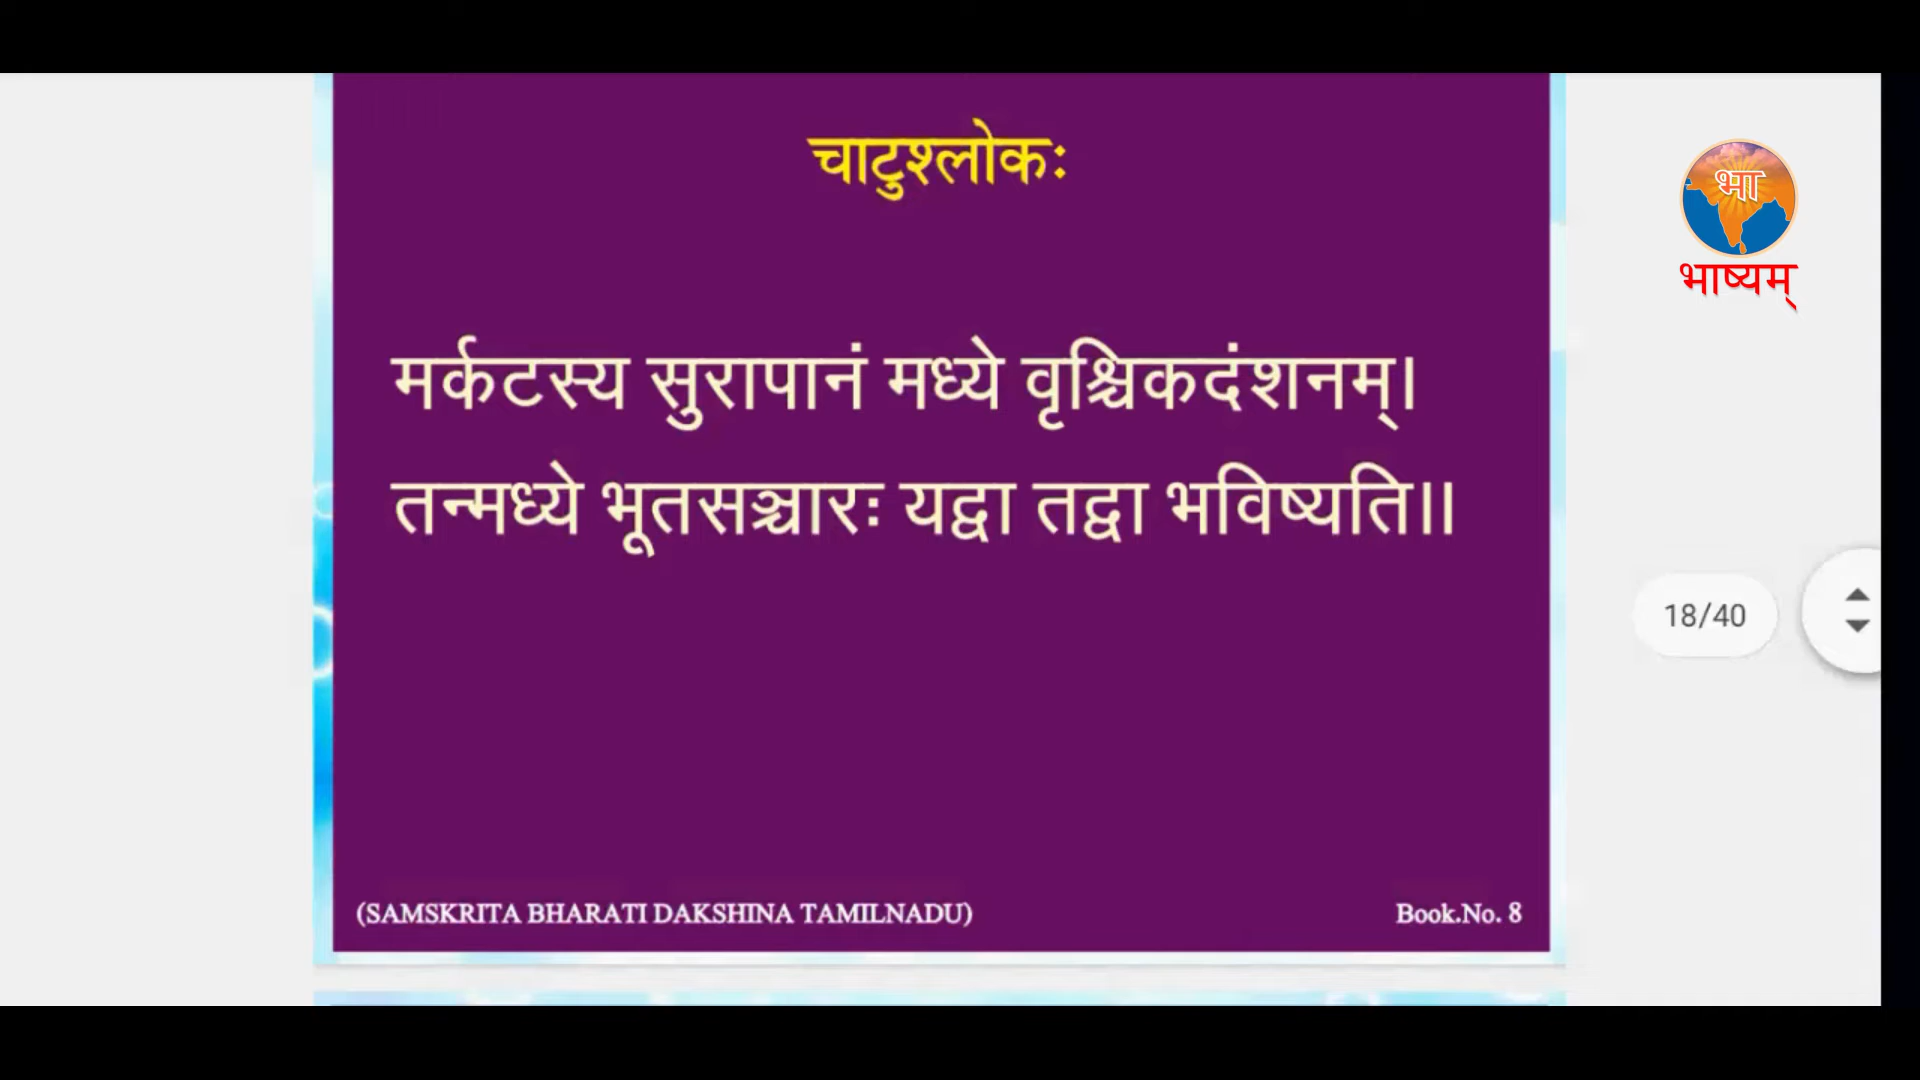 चाटुश्लोकः
भा
भाष्यम्
मर्कटस्य सुरापानं मध्ये वृश्चिकदंशनम्।
तन्मध्ये भूतसञ्चारः यद्वा तद्वा भविष्यति॥
18/40
(SAMSKRITA BHARATI DAKSHINA TAMILNADU)
Book.No. 8